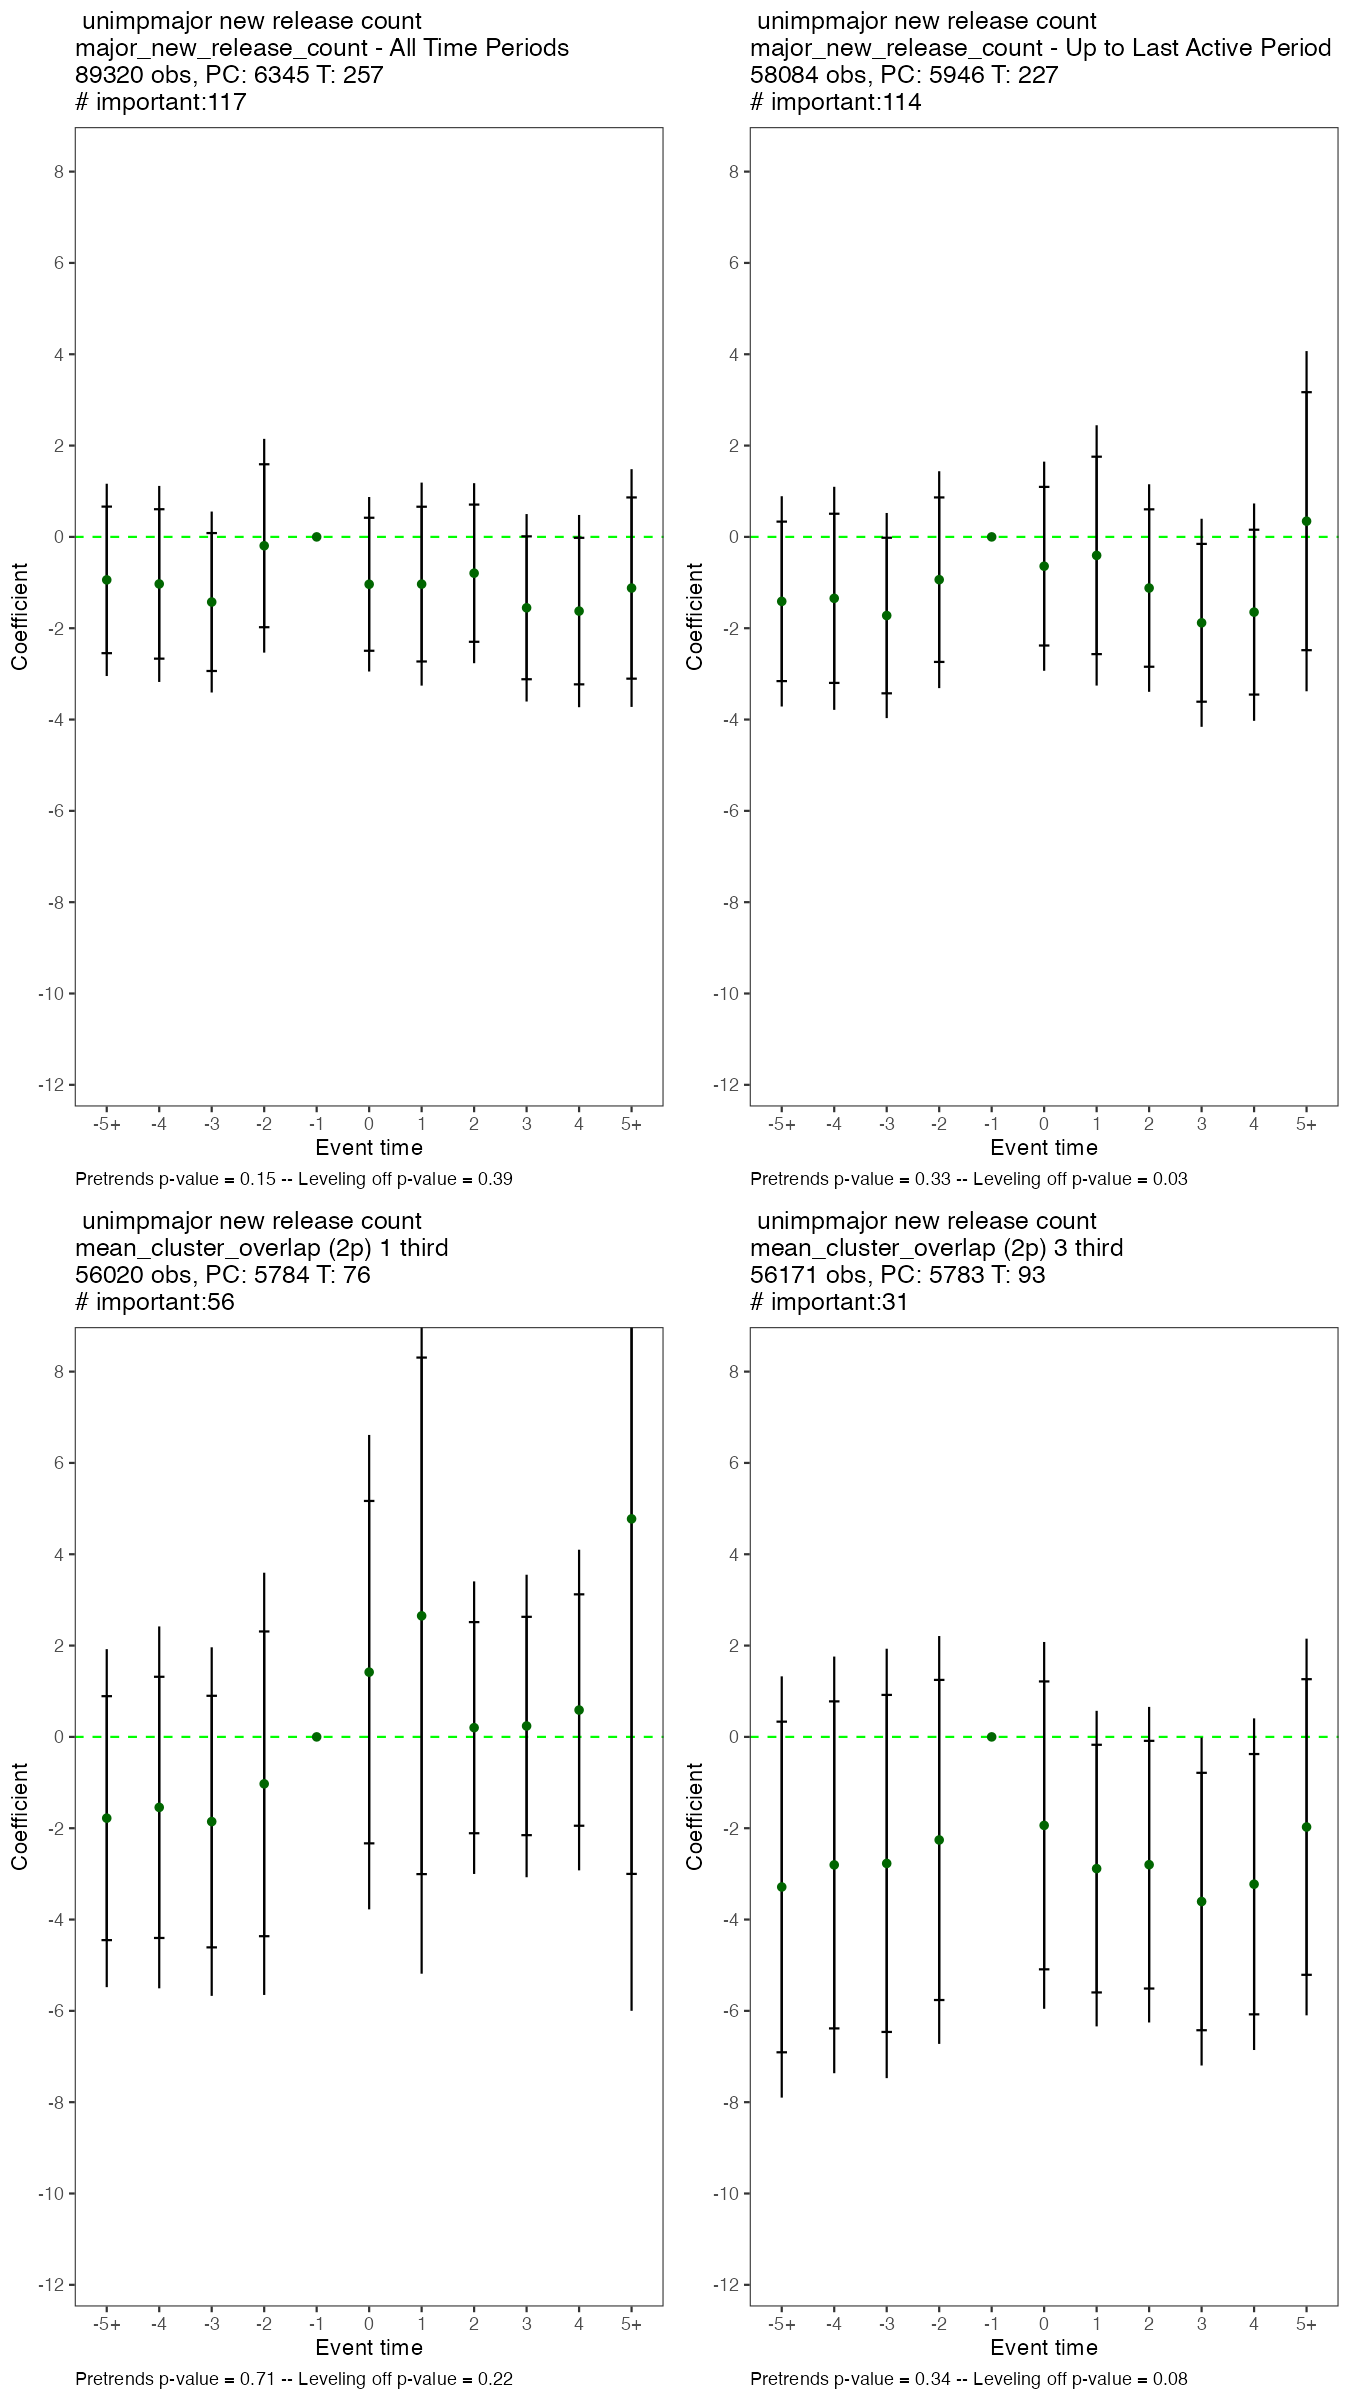 unimpmajor new release count
major_new_release_count - All Time Periods
89320 obs, PC: 6345 T: 257
# important:117
8
6
4
2
0
-2
-4
-6
-8
-10
-12
Coefficient
-5+ -4 -3 -2 -1 0 1 2 3 4 5+
Event time
Pretrends p-value = 0.15 -- Leveling off p-value = 0.39
unimpmajor new release count
major_new_release_count - Up to Last Active Period
58084 obs, PC: 5946 T: 227
# important:114
8
6
4
2
0
-2
-4
-6
-8
-10
-12
Coefficient
-5+ -4 -3 -2 -1 0 1 2 3 4 5+
Event time
Pretrends p-value = 0.33 -- Leveling off p-value = 0.03
unimpmajor new release count
mean_cluster_overlap (2p) 1 third
56020 obs, PC: 5784 T: 76
# important:56
8
6
4
2
0
-2
-4
-6
-8
-10
-12
Coefficient
-5+ -4 -3 -2 -1 0 1 2 3 4 5+
Event time
Pretrends p-value = 0.71 -- Leveling off p-value = 0.22
unimpmajor new release count
mean_cluster_overlap (2p) 3 third
56171 obs, PC: 5783 T: 93
# important:31
8
6
4
2
0
-2
-4
-6
-8
-10
-12
Coefficient
-5+ -4 -3 -2 -1 0 1 2 3 4 5+
Event time
Pretrends p-value = 0.34 -- Leveling off p-value = 0.08